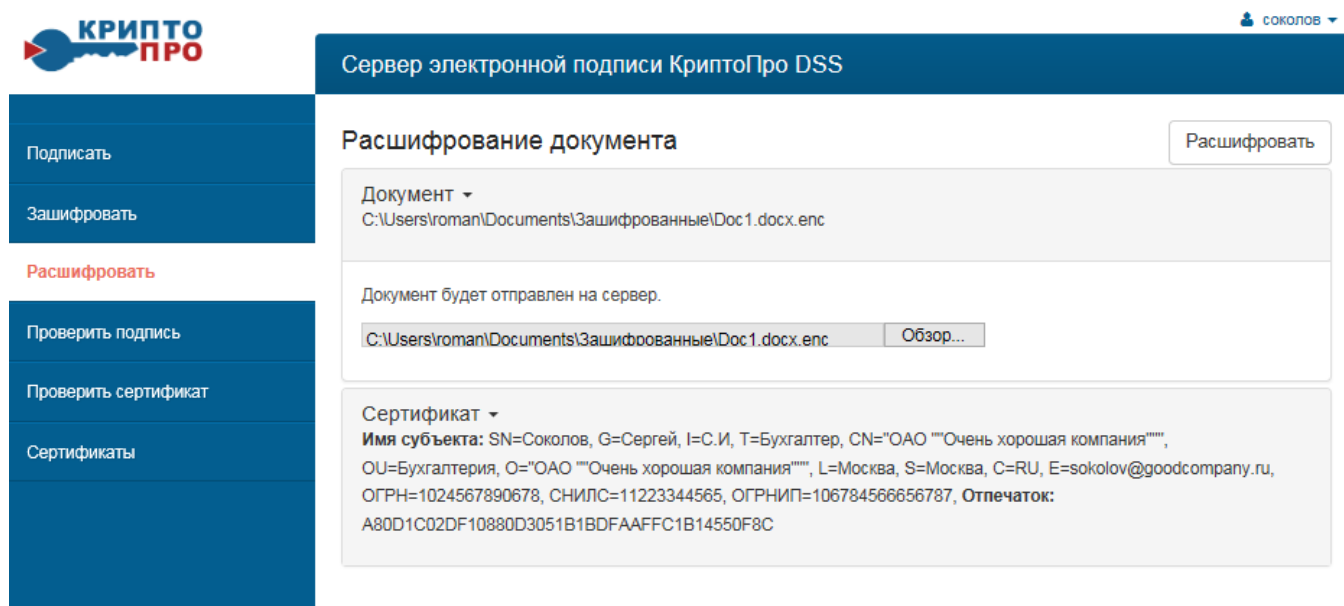 КРИПТО
ПРО
соколов
Сервер электронной подписи КриптоПро DSS
Подписать
Зашифровать
Расшифровать
Проверить подпись
Проверить сертификат
Сертификаты
Расшифрование документа
Расшифровать
Документ
C:\Users\roman\Documents\Зашифрованные\Doc1.docx.enc
Документ будет отправлен на сервер.
C:\Users\roman\Documents\Зашифрованные\Doc1.docx.enc
Обзор...
Сертификат
Имя субъекта: SN=Соколов, G=Сергей, I=С.И, T=Бухгалтер, CN="ОАО ""Очень хорошая компания""",
OU=Бухгалтерия, O="ОАО ""Очень хорошая компания""", L=Москва, S=Москва, C=RU, E=sokolov@goodcompany.ru,
ОГРН=1024567890678, СНИЛС=11223344565, ОГРНИП=106784566656787, Отпечаток:
A80D1C02DF10880D3051B1BDFAAFFC1B14550F8C